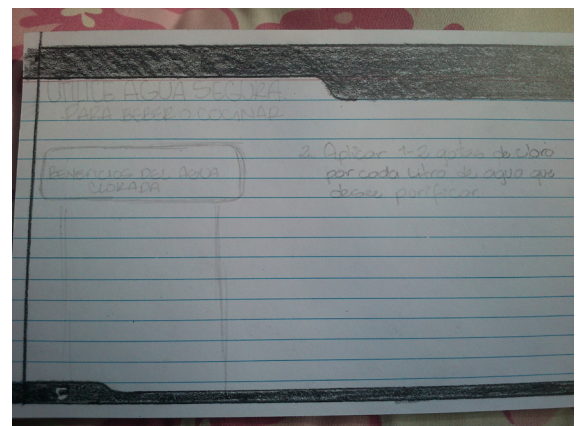 UTILICE AGUA SEGURA
PARA BEBER O COCINAR
BENEFICIOS DEL AGUA
CLORADA
2. Aplicar 1-2 gotas de cloro
por cada Litro de agua que
desee purificar